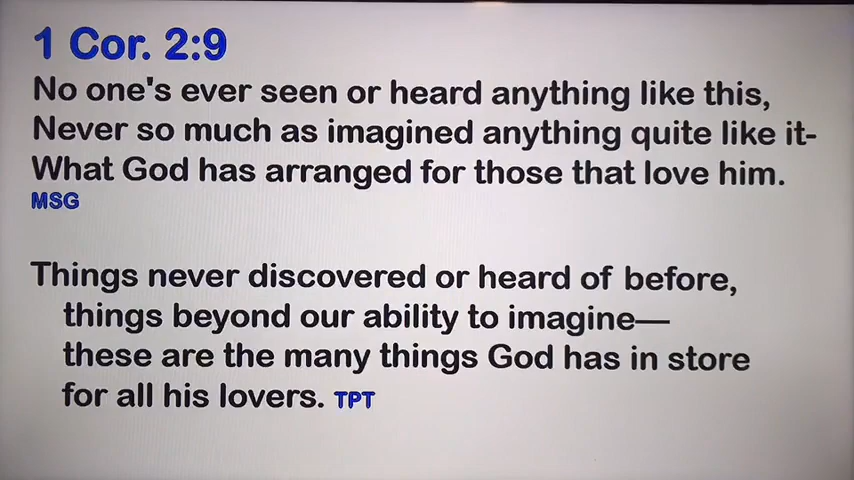 1 Cor. 2:9
No one's ever seen or heard anything like this,
Never so much as imagined anything quite like it-
What God has arranged for those that love him.
MSG
Things never discovered or heard of before,
things beyond our ability to imagine—
these are the many things God has in store
for all his lovers. TPT